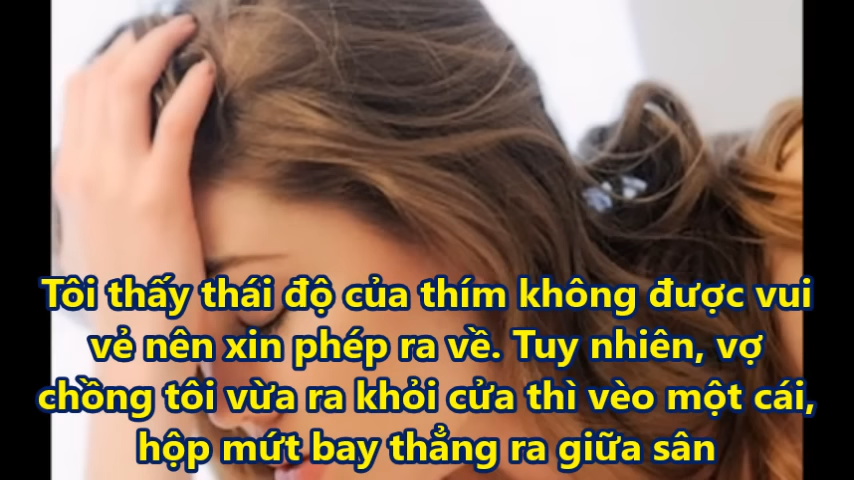 Tôi thấy thái độ của thím không được vui
vẻ nên xin phép ra về. Tuy nhiên, vợ
chồng tôi vừa ra khỏi cửa thì vèo một cái,
hộp mứt bay thẳng ra giữa sân